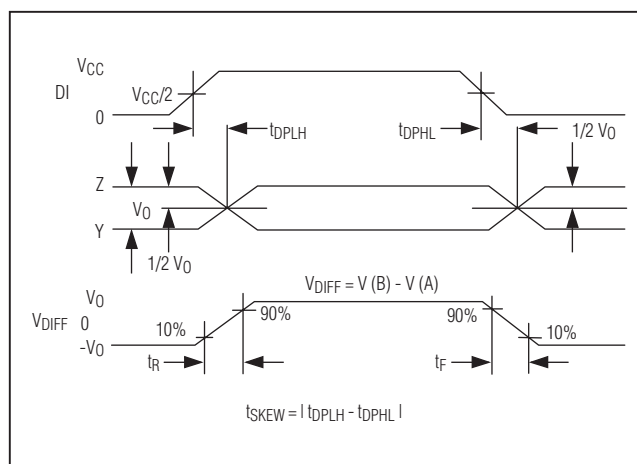 VCC
DI
VCC/2
0
tDPLH
tDPHL
1/2 VO
Z
VO
Y
1/2 VO
VDIFF = V (B) - V (A)
VO
VDIFF 0
-VO
10%
90%
90%
10%
tR
tF
tSKEW = | tDPLH - tDPHL |